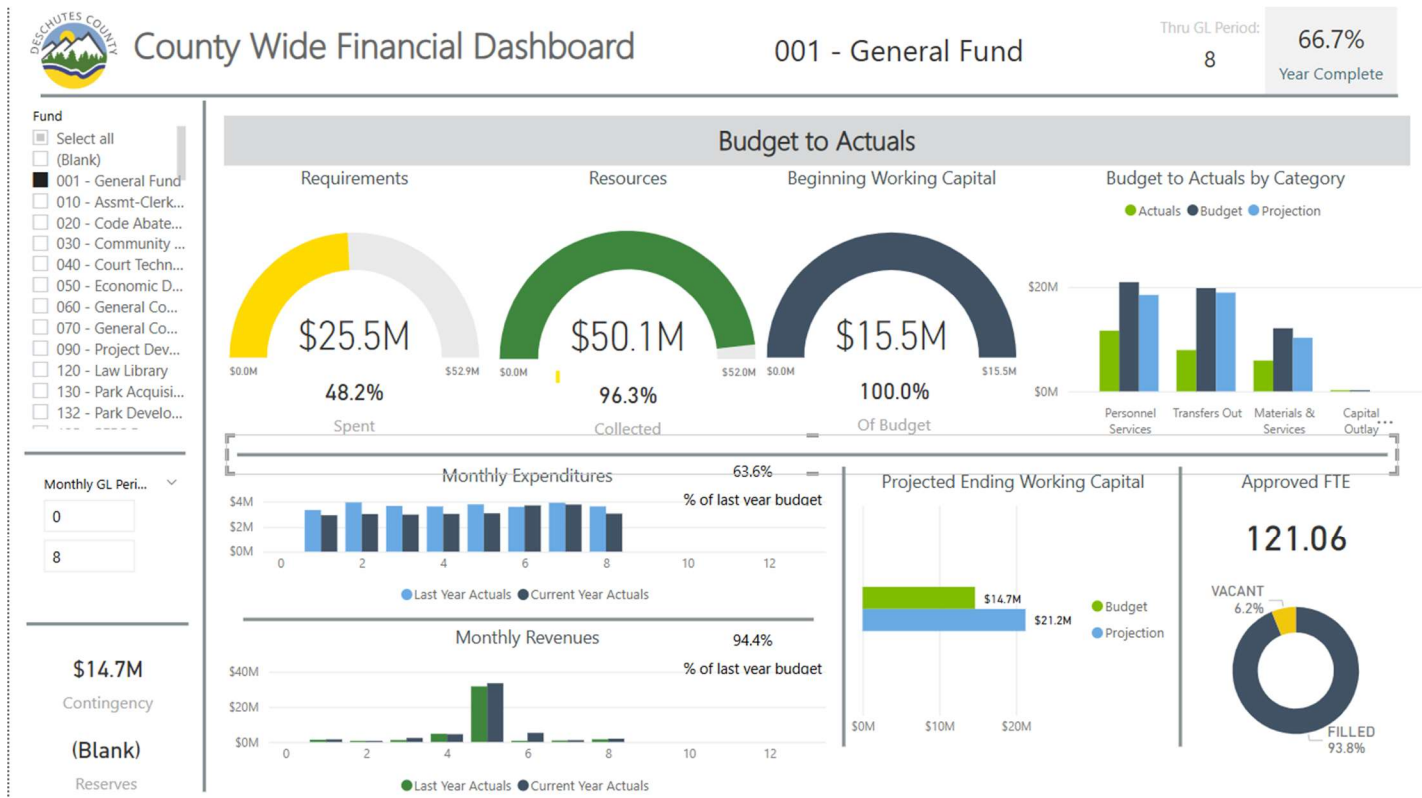 DESCHUTES COUNTY
County Wide Financial Dashboard
001 - General Fund
Thru GL Period:
8
66.7%
Year Complete
Fund
Select all
(Blank)
001 - General Fund
010 - Assmt-Clerk...
020 - Code Abate...
030 - Community ...
040 - Court Techn...
050 - Economic D...
060 - General Co...
070 - General Co...
090 - Project Dev...
120 - Law Library
130 - Park Acquisi...
132 - Park Develo...
Monthly GL Peri...
0
8
$14.7M
Contingency
(Blank)
Reserves
Budget to Actuals
Requirements
$25.5M
$0.0M
$52.9M
48.2%
Spent
Resources
$50.1M
$0.0M
$52.0M
96.3%
Collected
Beginning Working Capital
$15.5M
$0.0M
$15.5M
100.0%
Of Budget
Budget to Actuals by Category
Actuals Budget Projection
$20M
$0M
Personnel Services
Transfers Out
Materials & Services
Capital Outlay
...
Monthly Expenditures
63.6%
% of last year budget
$4M
$2M
$0M
0 2 4 6 8 10 12
Last Year Actuals Current Year Actuals
Monthly Revenues
94.4%
% of last year budget
$40M
$20M
$0M
0 2 4 6 8 10 12
Last Year Actuals Current Year Actuals
Projected Ending Working Capital
$14.7M
$21.2M
Budget
Projection
$0M $10M $20M
Approved FTE
121.06
VACANT
6.2%
FILLED
93.8%